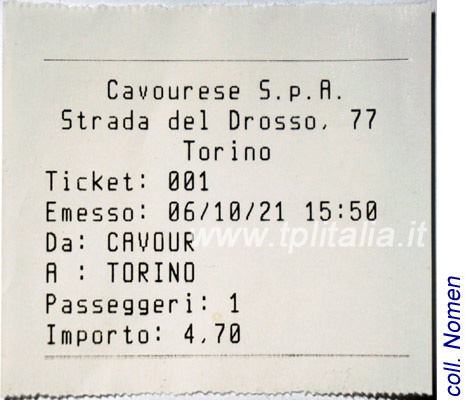 Cavourese S.p.A.
Strada del Drosso, 77
Torino
Ticket: 001
Emesso: 06/10/21 15:50
www.tplitalia.it
Da: CAVOUR
A : TORINO
Passeggeri: 1
Importo: 4,70
coll. Nomen